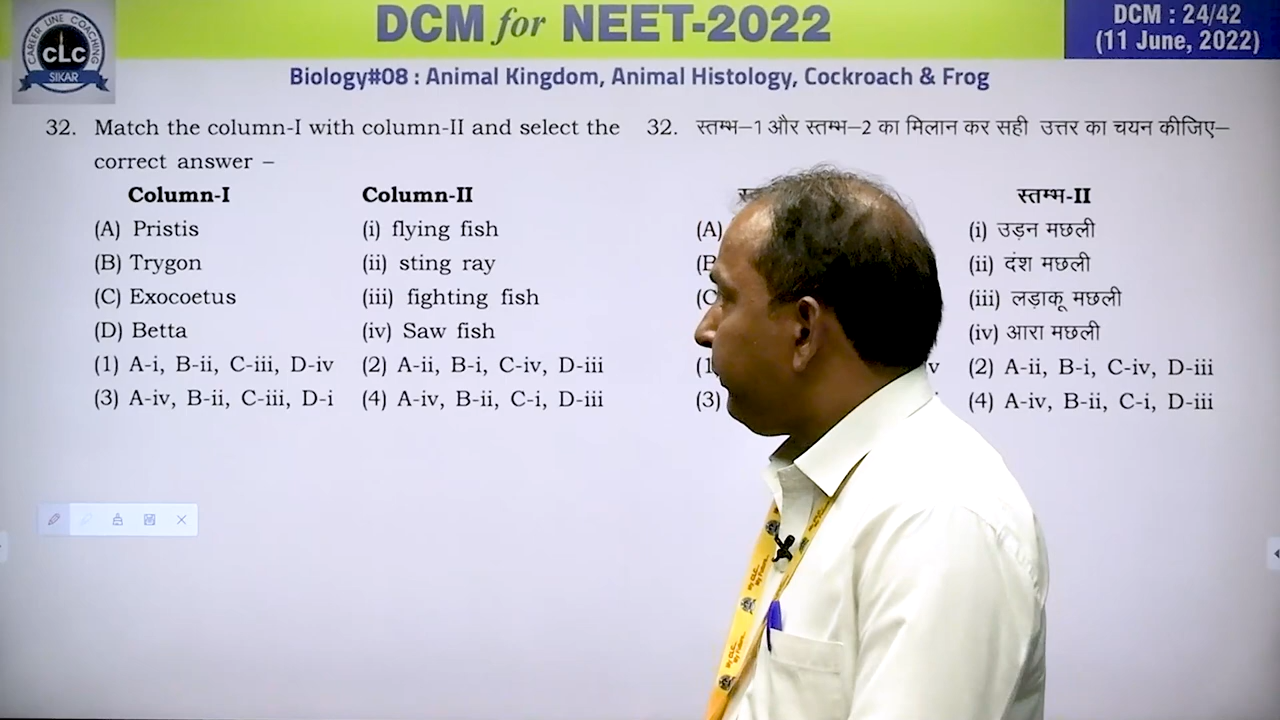 DCM for NEET-2022
DCM : 24/42
(11 June, 2022)
CAREER LINE COACHING
CLC
SIKAR
Biology#08 : Animal Kingdom, Animal Histology, Cockroach & Frog
32. Match the column-I with column-II and select the
correct answer –
Column-I Column-II
(A) Pristis (i) flying fish
(B) Trygon (ii) sting ray
(C) Exocoetus (iii) fighting fish
(D) Betta (iv) Saw fish
(1) A-i, B-ii, C-iii, D-iv (2) A-ii, B-i, C-iv, D-iii
(3) A-iv, B-ii, C-iii, D-i (4) A-iv, B-ii, C-i, D-iii
32. स्तम्भ–1 और स्तम्भ–2 का मिलान कर सही उत्तर का चयन कीजिए–
स्तम्भ-II
(A) (i) उड़न मछली
(ii) दंश मछली
(iii) लड़ाकू मछली
(iv) आरा मछली
(2) A-ii, B-i, C-iv, D-iii
(3) (4) A-iv, B-ii, C-i, D-iii